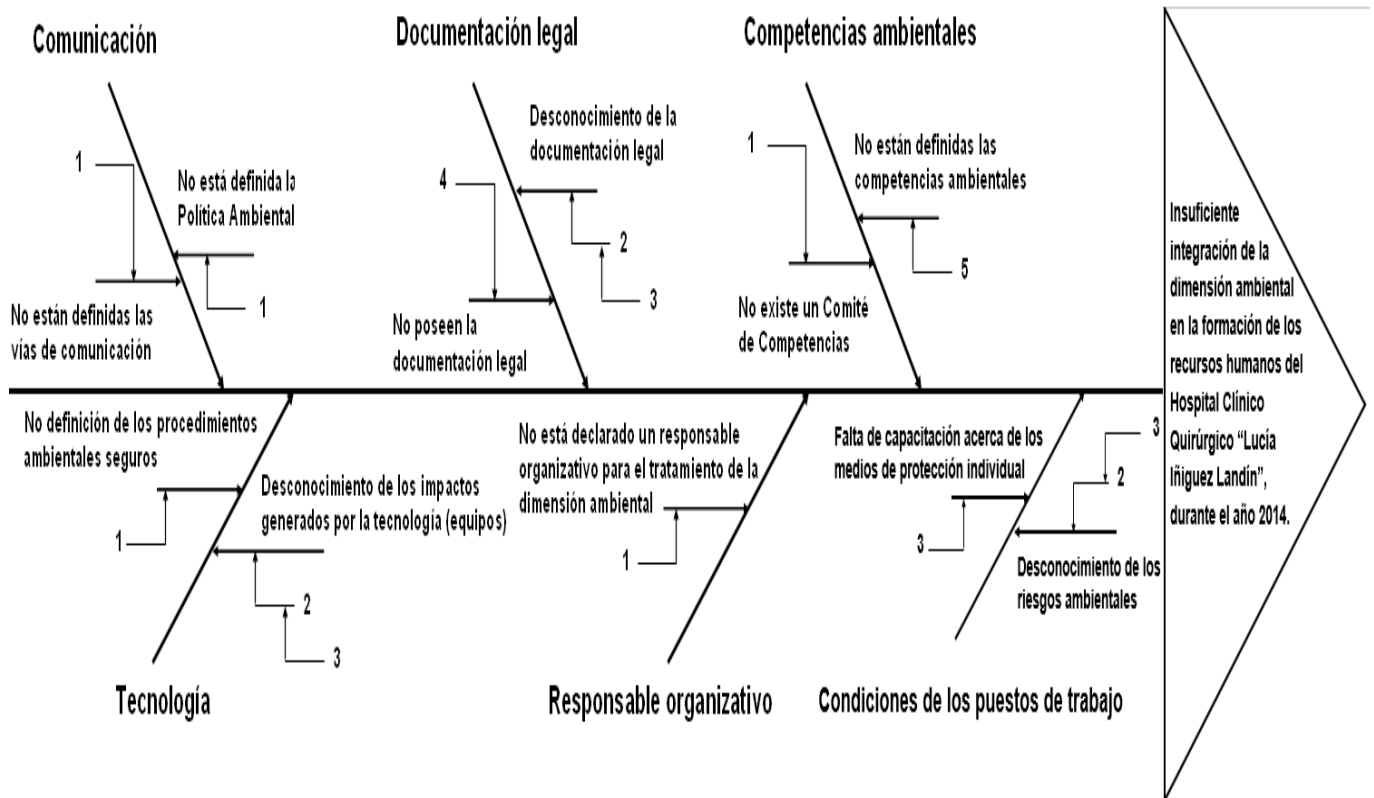 Comunicación
Documentación legal
Competencias ambientales
1
No está definida la
Política Ambiental
1
No están definidas las
vías de comunicación
Desconocimiento de la
documentación legal
4
2
3
No poseen la
documentación legal
1
No están definidas las
competencias ambientales
5
No existe un Comité
de Competencias
Insuficiente
integración de la
dimensión ambiental
en la formación de los
recursos humanos del
Hospital Clínico
Quirúrgico “Lucía
Iñiguez Landín”,
durante el año 2014.
No definición de los procedimientos
ambientales seguros
1
Desconocimiento de los impactos
generados por la tecnología (equipos)
2
3
No está declarado un responsable
organizativo para el tratamiento de la
dimensión ambiental
1
Falta de capacitación acerca de los
medios de protección individual
3
3
2
Desconocimiento de los
riesgos ambientales
Tecnología
Responsable organizativo
Condiciones de los puestos de trabajo